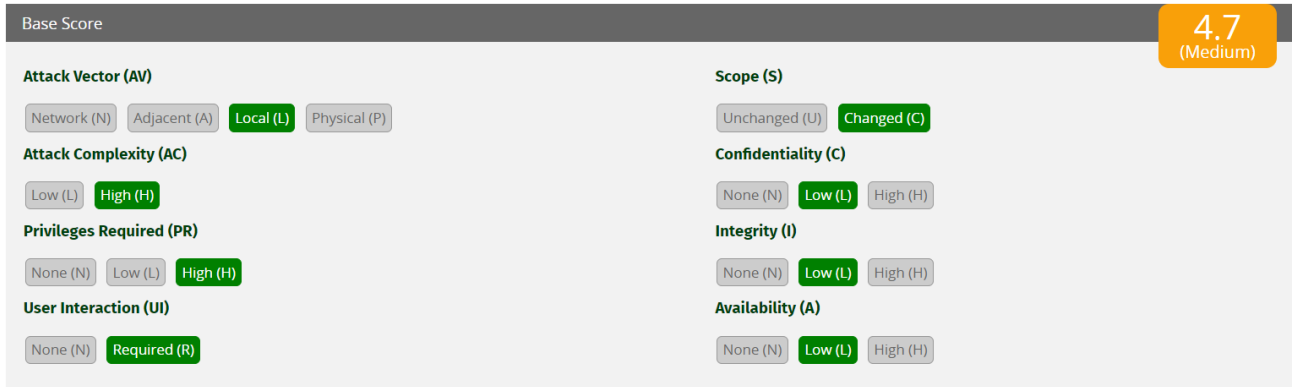 Base Score
4.7
(Medium)
Attack Vector (AV)
Network (N) Adjacent (A) Local (L) Physical (P)
Attack Complexity (AC)
Low (L) High (H)
Privileges Required (PR)
None (N) Low (L) High (H)
User Interaction (UI)
None (N) Required (R)
Scope (S)
Unchanged (U) Changed (C)
Confidentiality (C)
None (N) Low (L) High (H)
Integrity (I)
None (N) Low (L) High (H)
Availability (A)
None (N) Low (L) High (H)